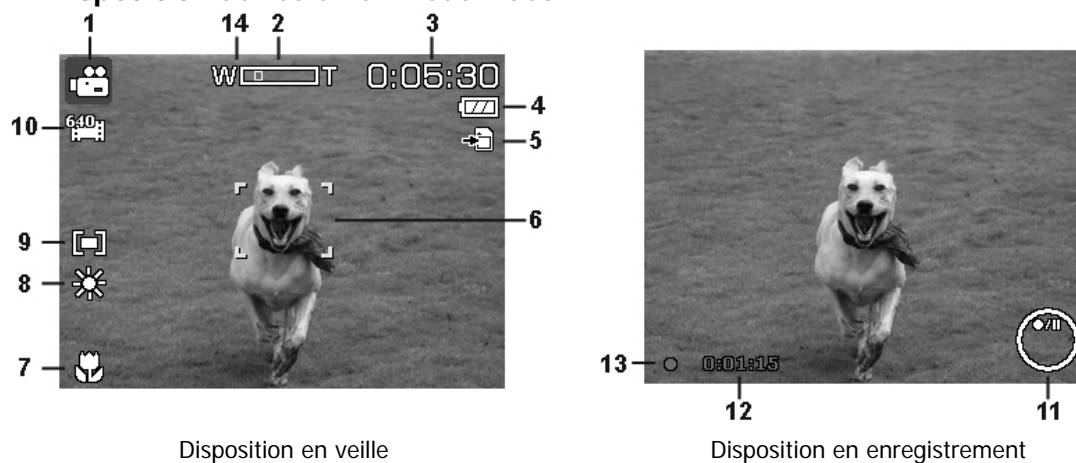 1 14 2 3
W T 0:05:30
4
10 640 5
6
9
8
7
13 0:01:15
12 11
Disposition en veille Disposition en enregistrement